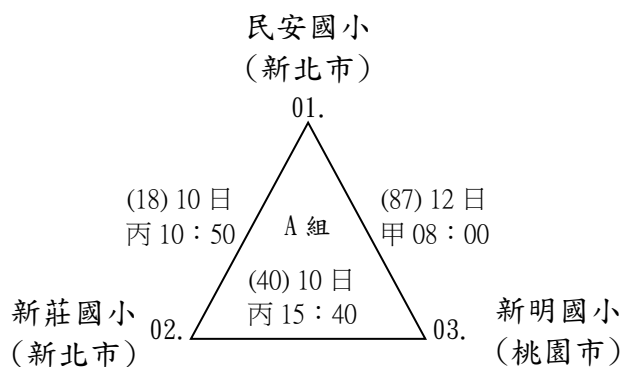 民安國小
（新北市）
01.
(18) 10 日
丙 10：50
(87) 12 日
甲 08：00
A 組
(40) 10 日
丙 15：40
新莊國小
（新北市）
02.
03.
新明國小
（桃園市）